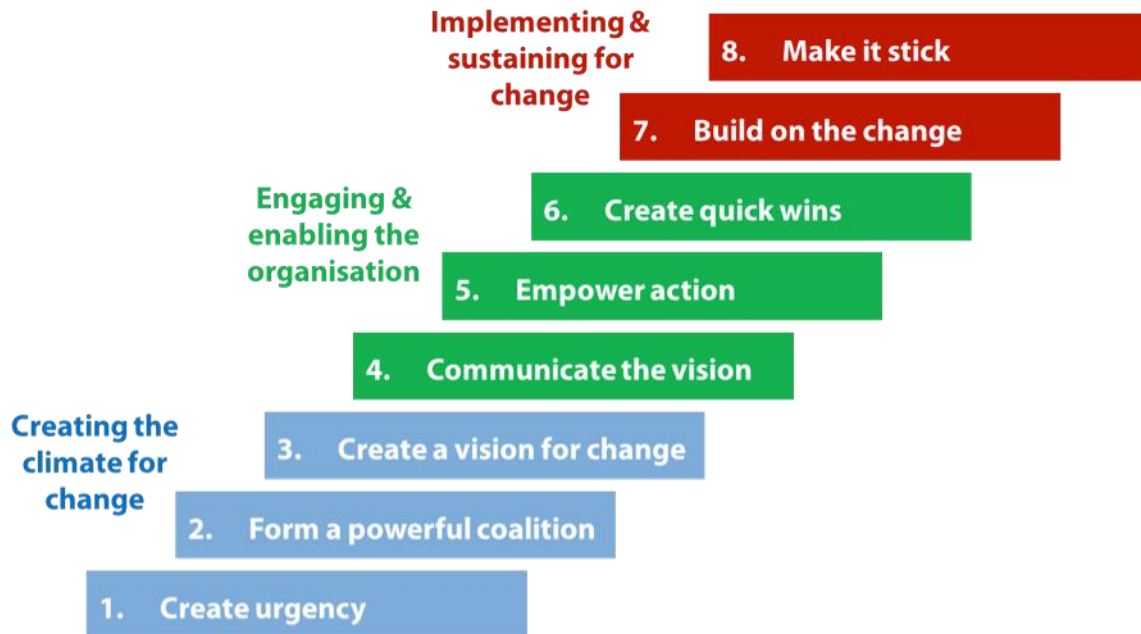 Implementing &
sustaining for
change
8. Make it stick
7. Build on the change
Engaging &
enabling the
organisation
6. Create quick wins
5. Empower action
4. Communicate the vision
Creating the
climate for
change
3. Create a vision for change
2. Form a powerful coalition
1. Create urgency